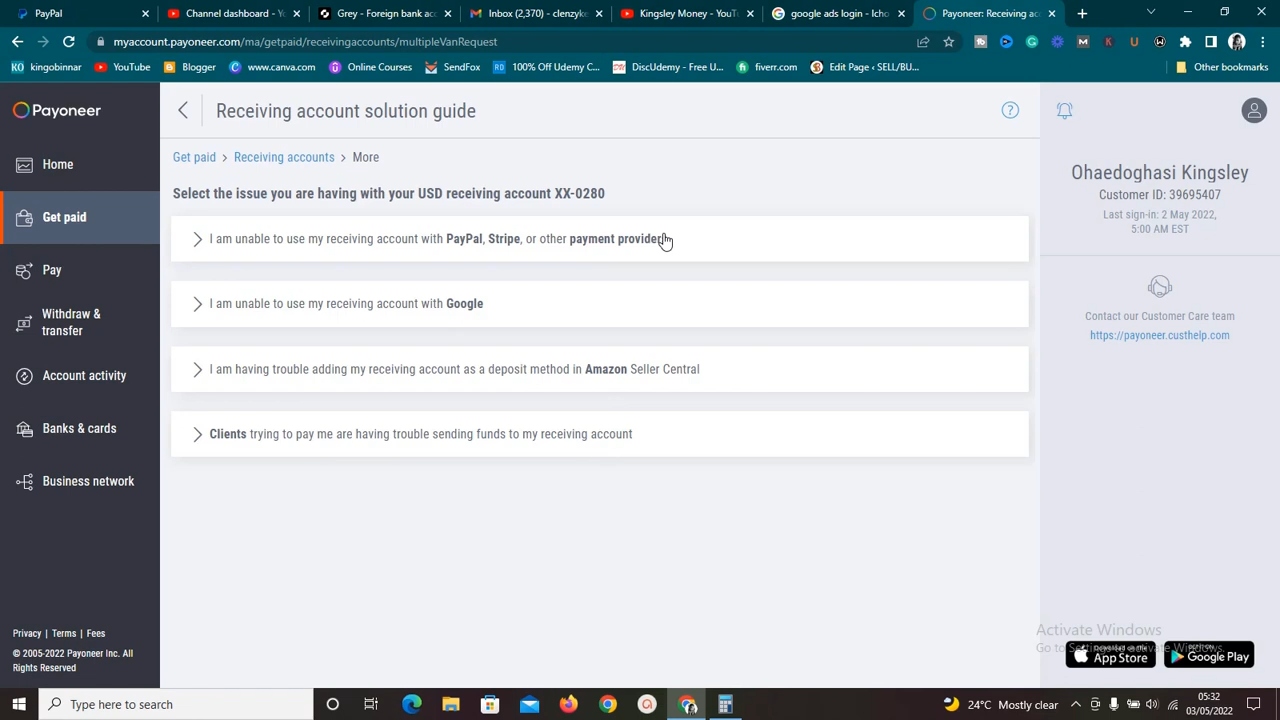 PayPal
Channel dashboard - Y
Grey - Foreign bank acc
Inbox (2,370) - clenzyke
Kingsley Money - YouTu
google ads login - Icho
Payoneer: Receiving acc
myaccount.payoneer.com/ma/getpaid/receivingaccounts/multipleVanRequest
kingobinnar
YouTube
Blogger
www.canva.com
Online Courses
SendFox
100% Off Udemy C...
DiscUdemy - Free U...
fiverr.com
Edit Page ‹ SELL/BU...
Other bookmarks
Payoneer
Home
Get paid
Pay
Withdraw &
transfer
Account activity
Banks & cards
Business network
Privacy | Terms | Fees
© 2005-2022 Payoneer Inc. All
Rights Reserved
Receiving account solution guide
Get paid > Receiving accounts > More
Select the issue you are having with your USD receiving account XX-0280
I am unable to use my receiving account with PayPal, Stripe, or other payment provider
I am unable to use my receiving account with Google
I am having trouble adding my receiving account as a deposit method in Amazon Seller Central
Clients trying to pay me are having trouble sending funds to my receiving account
Ohaedoghasi Kingsley
Customer ID: 39695407
Last sign-in: 2 May 2022,
5:00 AM EST
Contact our Customer Care team
https://payoneer.custhelp.com
Activate Windows
App Store
Google Play
Type here to search
24°C Mostly clear
05:32
03/05/2022